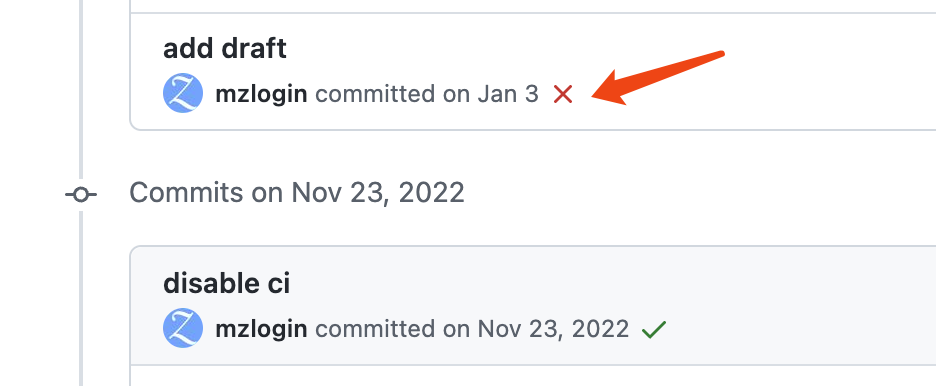 add draft
mzlogin committed on Jan 3
Commits on Nov 23, 2022
disable ci
mzlogin committed on Nov 23, 2022